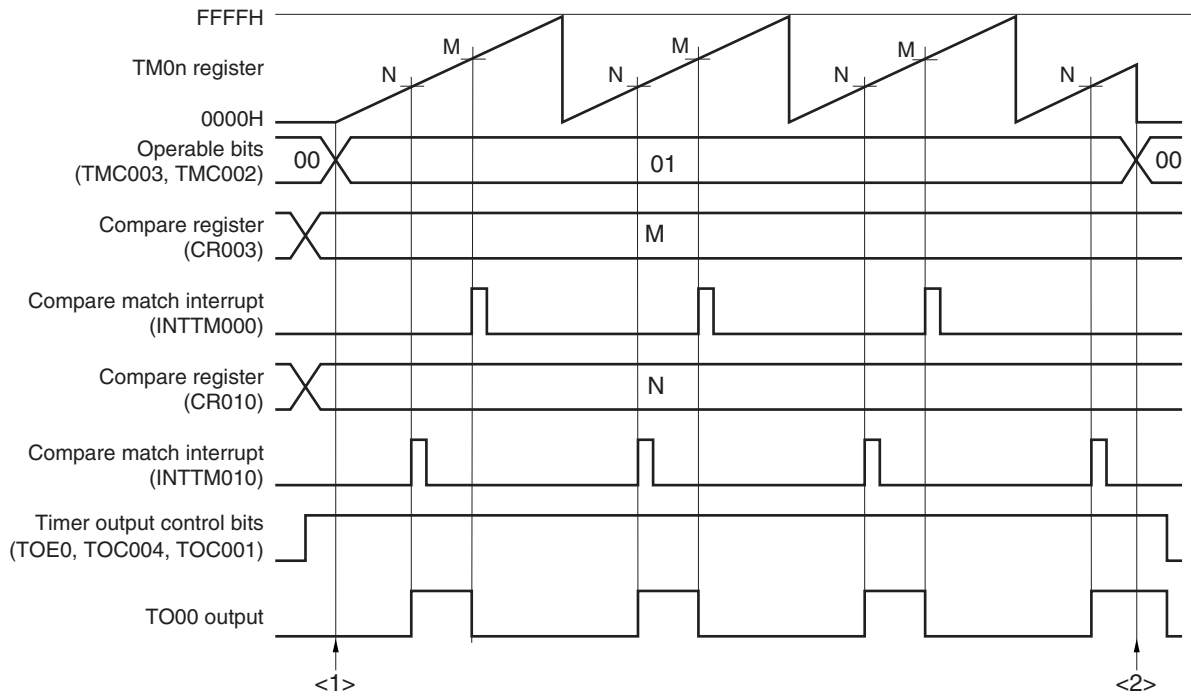 FFFFH
TM0n register
0000H
N M N M N M N
Operable bits
(TMC003, TMC002)
00 01 00
Compare register
(CR003)
M
Compare match interrupt
(INTTM000)
Compare register
(CR010)
N
Compare match interrupt
(INTTM010)
Timer output control bits
(TOE0, TOC004, TOC001)
TO00 output
<1> <2>